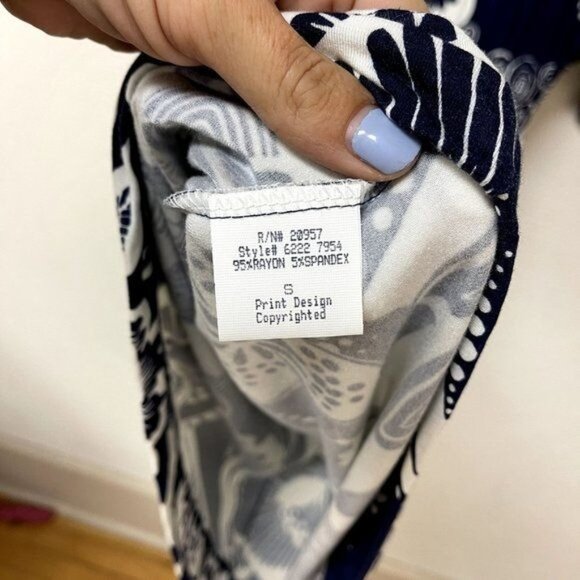 R/N# 20957
Style# 6222 7954
95%RAYON 5%SPANDEX
S
Print Design
Copyrighted